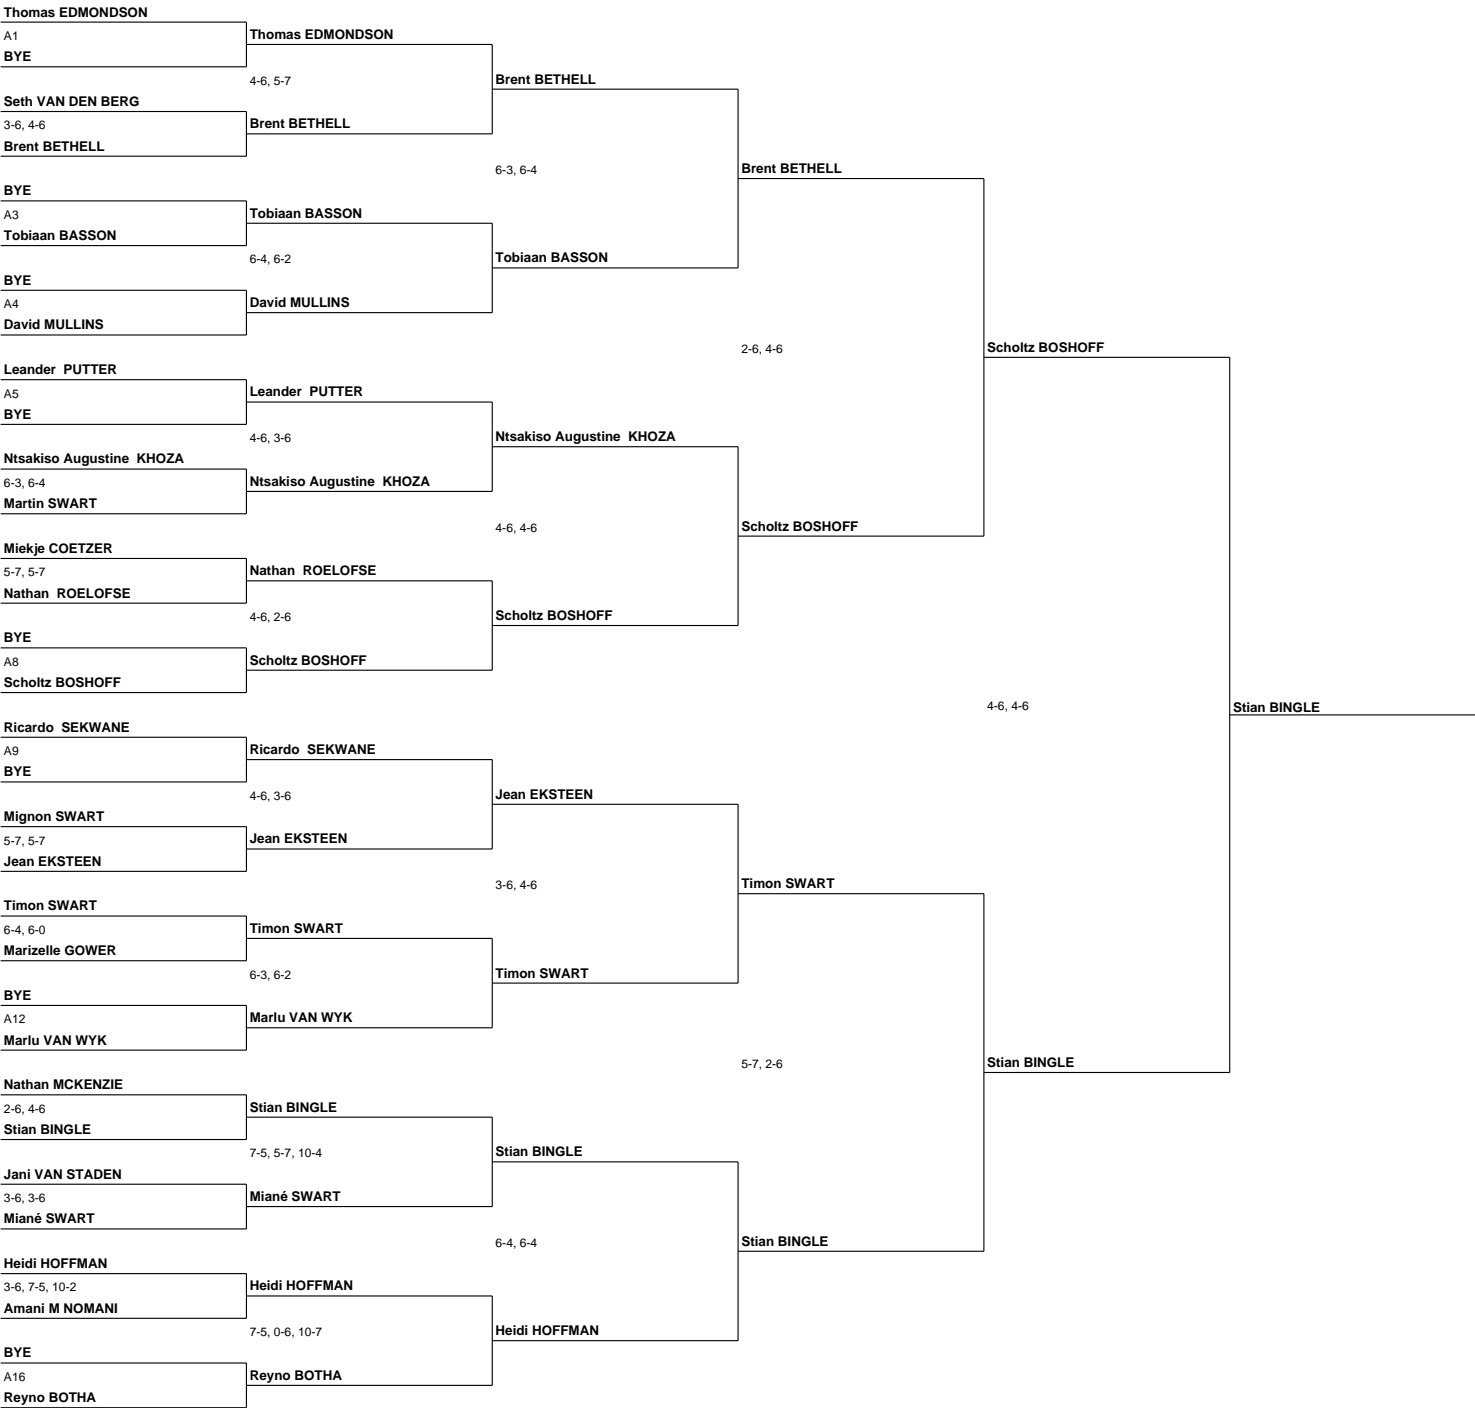 Thomas EDMONDSON
A1
BYE
Seth VAN DEN BERG
3-6, 4-6
Brent BETHELL
BYE
A3
Tobiaan BASSON
BYE
A4
David MULLINS
Leander  PUTTER
A5
BYE
Ntsakiso Augustine  KHOZA
6-3, 6-4
Martin SWART
Miekje COETZER
5-7, 5-7
Nathan  ROELOFSE
BYE
A8
Scholtz BOSHOFF
Ricardo  SEKWANE
A9
BYE
Mignon SWART
5-7, 5-7
Jean EKSTEEN
Timon SWART
6-4, 6-0
Marizelle GOWER
BYE
A12
Marlu VAN WYK
Nathan MCKENZIE
2-6, 4-6
Stian BINGLE
Jani VAN STADEN
3-6, 3-6
Miané SWART
Heidi HOFFMAN
3-6, 7-5, 10-2
Amani M NOMANI
BYE
A16
Reyno BOTHA
Thomas EDMONDSON
4-6, 5-7
Brent BETHELL
Tobiaan BASSON
6-4, 6-2
David MULLINS
Leander  PUTTER
4-6, 3-6
Ntsakiso Augustine  KHOZA
Nathan  ROELOFSE
4-6, 2-6
Scholtz BOSHOFF
Ricardo  SEKWANE
4-6, 3-6
Jean EKSTEEN
Timon SWART
6-3, 6-2
Marlu VAN WYK
Stian BINGLE
7-5, 5-7, 10-4
Miané SWART
Heidi HOFFMAN
7-5, 0-6, 10-7
Reyno BOTHA
Brent BETHELL
6-3, 6-4
Tobiaan BASSON
Ntsakiso Augustine  KHOZA
4-6, 4-6
Scholtz BOSHOFF
Jean EKSTEEN
3-6, 4-6
Timon SWART
Stian BINGLE
6-4, 6-4
Heidi HOFFMAN
Brent BETHELL
2-6, 4-6
Scholtz BOSHOFF
Timon SWART
5-7, 2-6
Stian BINGLE
Scholtz BOSHOFF
4-6, 4-6
Stian BINGLE
Stian BINGLE